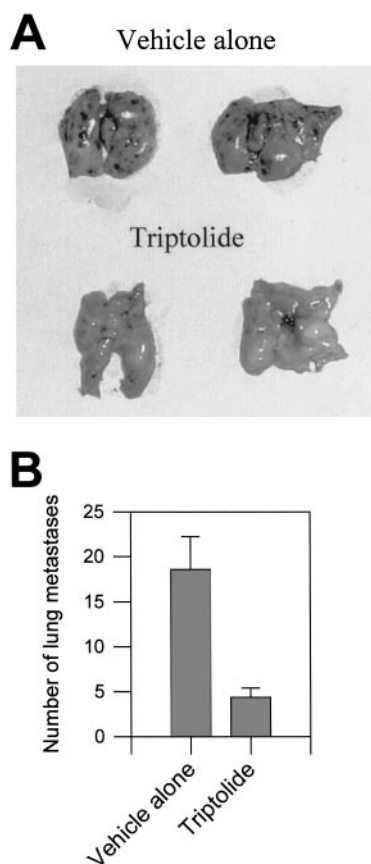 A
Vehicle alone
Triptolide
B
Number of lung metastases
25
20
15
10
5
0
Vehicle alone
Triptolide